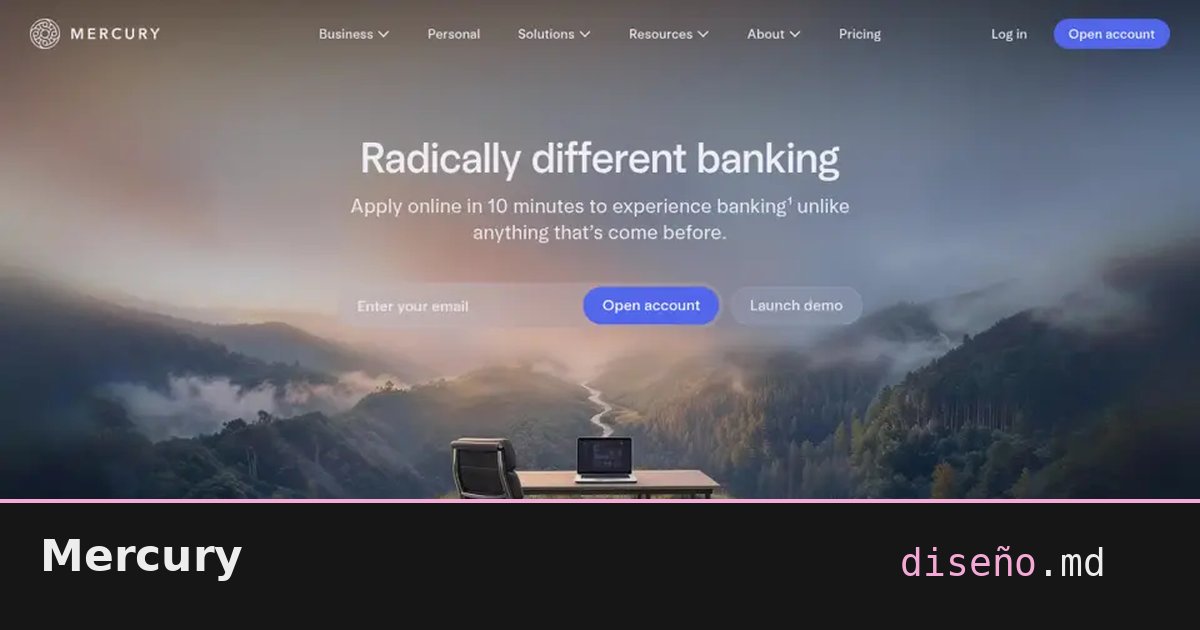 MERCURY
Business
Personal
Solutions
Resources
About
Pricing
Log in
Open account
Radically different banking
Apply online in 10 minutes to experience banking¹ unlike
anything that’s come before.
Enter your email
Open account
Launch demo
Mercury
diseño.md